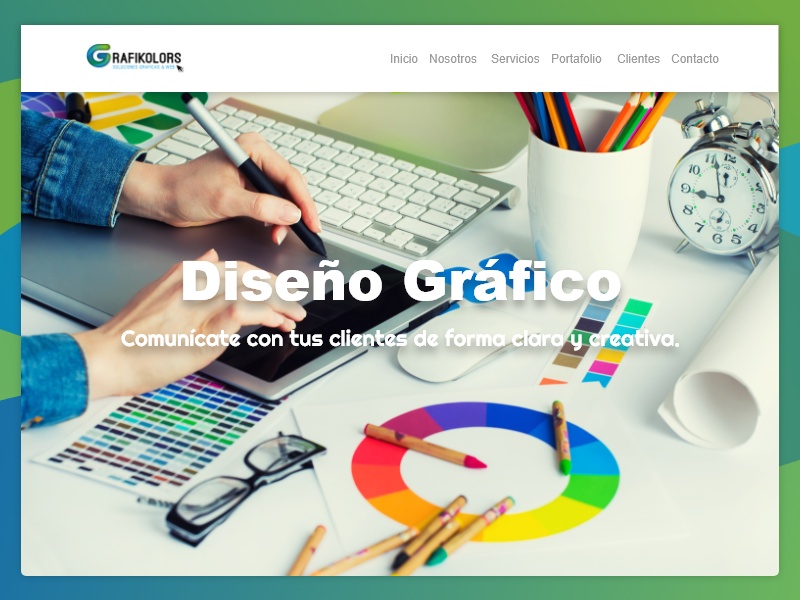 GRAFIKOLORS
SOLUCIONES GRAFICAS & WEB
Inicio Nosotros Servicios Portafolio Clientes Contacto
Diseño Gráfico
Comunícate con tus clientes de forma clara y creativa.